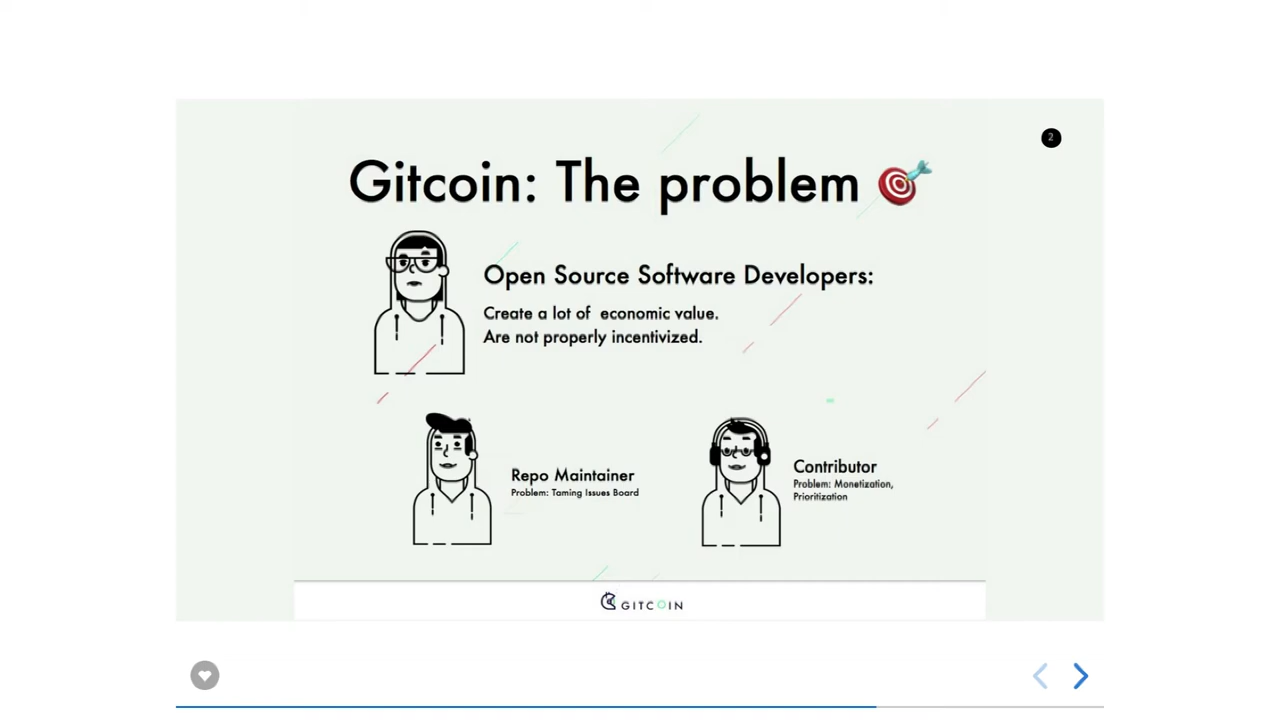 2
Gitcoin: The problem
Open Source Software Developers:
Create a lot of economic value.
Are not properly incentivized.
Repo Maintainer
Problem: Taming Issues Board
Contributor
Problem: Monetization,
Prioritization
GITCOIN